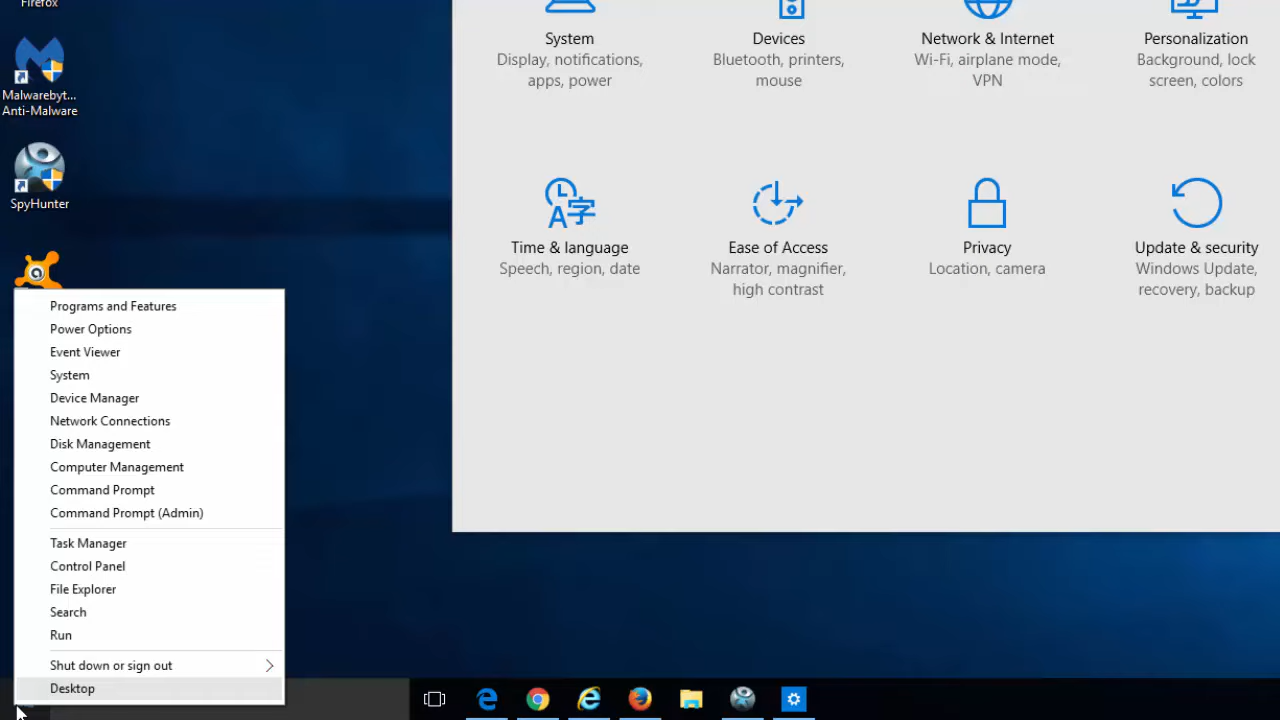 Firefox
Malwarebyt...
Anti-Malware
SpyHunter
Programs and Features
Power Options
Event Viewer
System
Device Manager
Network Connections
Disk Management
Computer Management
Command Prompt
Command Prompt (Admin)
Task Manager
Control Panel
File Explorer
Search
Run
Shut down or sign out
Desktop
System
Display, notifications,
apps, power
Devices
Bluetooth, printers,
mouse
Network & Internet
Wi-Fi, airplane mode,
VPN
Personalization
Background, lock
screen, colors
A字
Time & language
Speech, region, date
Ease of Access
Narrator, magnifier,
high contrast
Privacy
Location, camera
Update & security
Windows Update,
recovery, backup